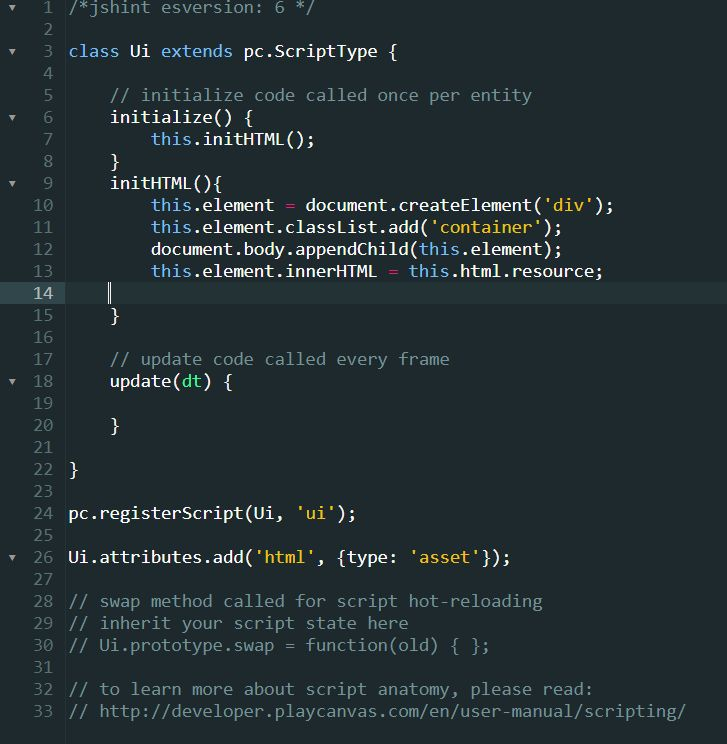 1 /*jshint esversion: 6 */
2
3 class Ui extends pc.ScriptType {
4
5     // initialize code called once per entity
6     initialize() {
7         this.initHTML();
8     }
9     initHTML(){
10         this.element = document.createElement('div');
11         this.element.classList.add('container');
12         document.body.appendChild(this.element);
13         this.element.innerHTML = this.html.resource;
14
15     }
16
17     // update code called every frame
18     update(dt) {
19
20     }
21
22 }
23
24 pc.registerScript(Ui, 'ui');
25
26 Ui.attributes.add('html', {type: 'asset'});
27
28 // swap method called for script hot-reloading
29 // inherit your script state here
30 // Ui.prototype.swap = function(old) { };
31
32 // to learn more about script anatomy, please read:
33 // http://developer.playcanvas.com/en/user-manual/scripting/